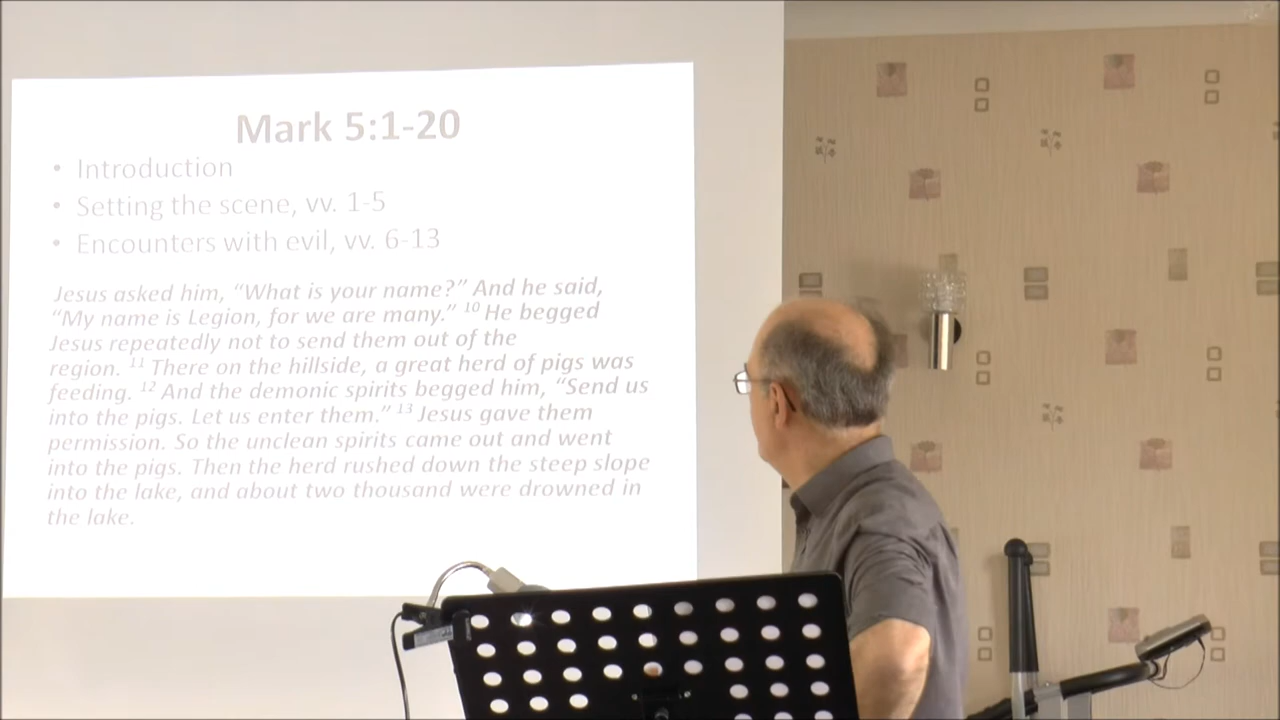 Mark 5:1-20
• Introduction
• Setting the scene, vv. 1-5
• Encounters with evil, vv. 6-13
Jesus asked him, “What is your name?” And he said,
“My name is Legion, for we are many.” 10 He begged
Jesus repeatedly not to send them out of the
region. 11 There on the hillside, a great herd of pigs was
feeding. 12 And the demonic spirits begged him, “Send us
into the pigs. Let us enter them.” 13 Jesus gave them
permission. So the unclean spirits came out and went
into the pigs. Then the herd rushed down the steep slope
into the lake, and about two thousand were drowned in
the lake.